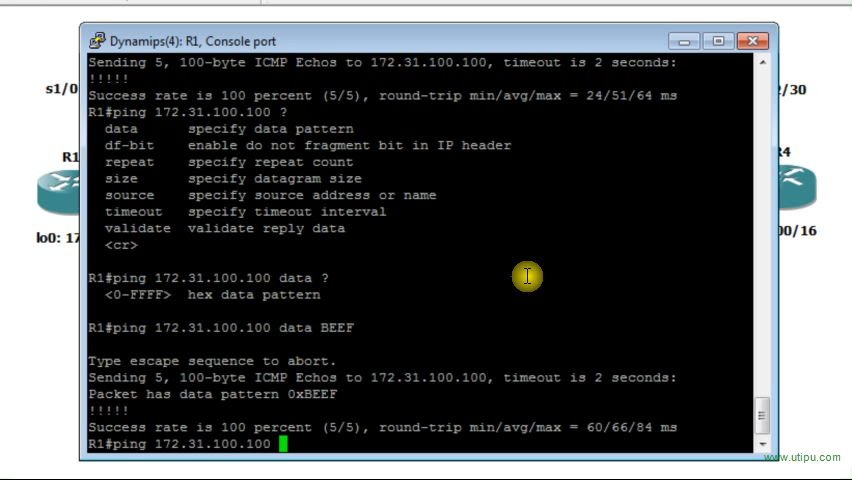 Dynamips(4): R1, Console port
Sending 5, 100-byte ICMP Echos to 172.31.100.100, timeout is 2 seconds:
!!!!!
Success rate is 100 percent (5/5), round-trip min/avg/max = 24/51/64 ms
R1#ping 172.31.100.100 ?
data specify data pattern
df-bit enable do not fragment bit in IP header
repeat specify repeat count
size specify datagram size
source source address or name
timeout specify timeout interval
validate validate reply data
<cr>
R1#ping 172.31.100.100 data ?
<0-FFFF> hex data pattern
R1#ping 172.31.100.100 data BEEF
Type escape sequence to abort.
Sending 5, 100-byte ICMP Echos to 172.31.100.100, timeout is 2 seconds:
Packet has data pattern 0xBEEF
!!!!!
Success rate is 100 percent (5/5), round-trip min/avg/max = 60/66/84 ms
R1#ping 172.31.100.100
s1/0
R1
lo0: 17
2/30
R4
00/16
www.utipu.com